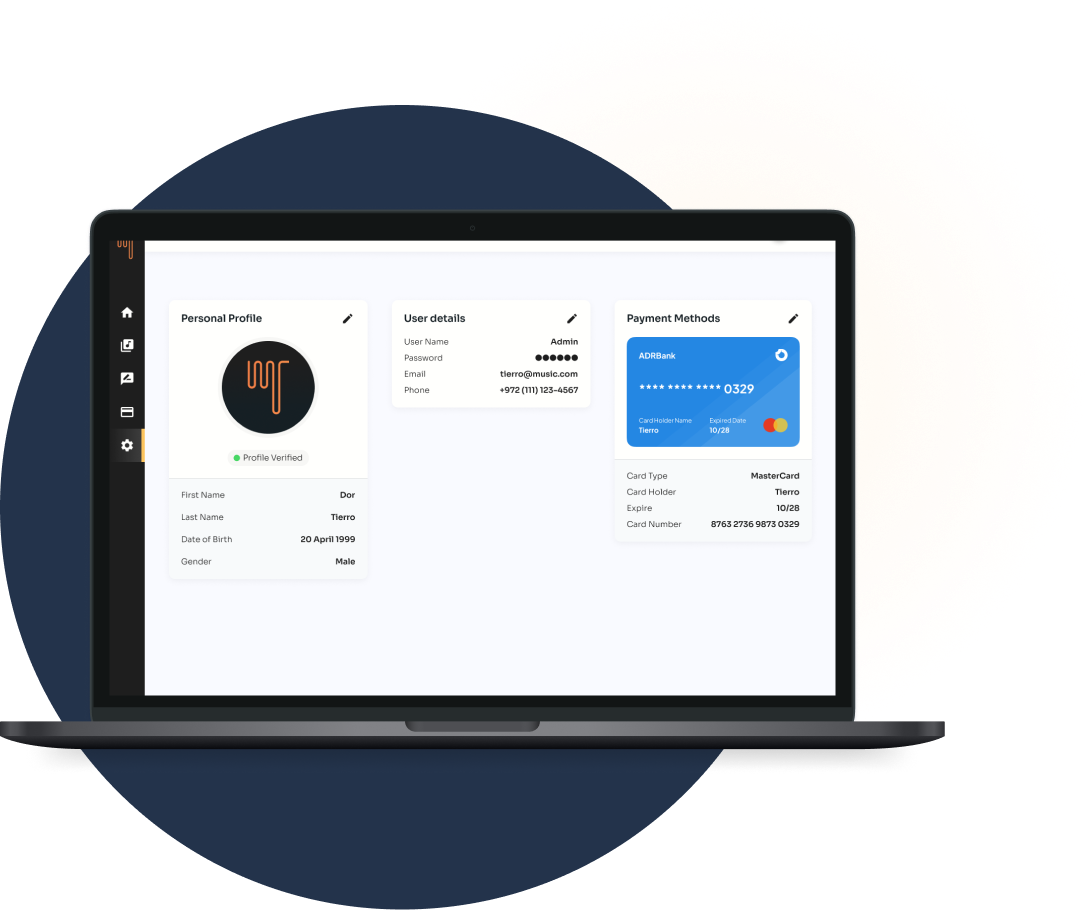 Personal Profile
Profile Verified
First Name Dor
Last Name Tierro
Date of Birth 20 April 1999
Gender Male
User details
User Name Admin
Password ●●●●●●
Email tierro@music.com
Phone +972 (111) 123-4567
Payment Methods
ADRBank
**** **** **** 0329
Card Holder Name Expired Date
Tierro 10/28
Card Type MasterCard
Card Holder Tierro
Expire 10/28
Card Number 8763 2736 9873 0329